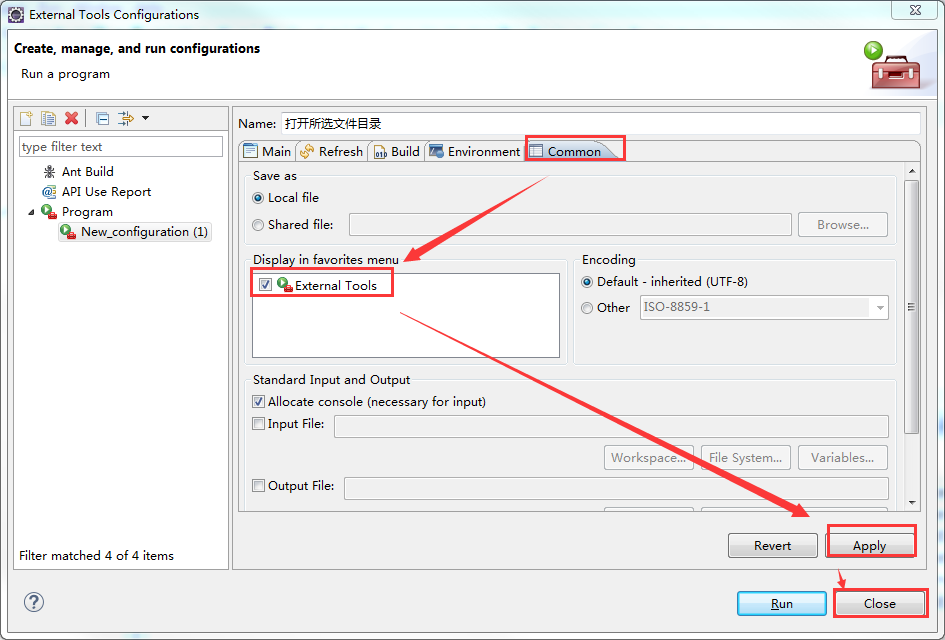 External Tools Configurations
Create, manage, and run configurations
Run a program
type filter text
Ant Build
API Use Report
Program
New_configuration (1)
Filter matched 4 of 4 items
Name: 打开所选文件目录
Main Refresh Build Environment Common
Save as
Local file
Shared file: Browse...
Display in favorites menu
External Tools
Encoding
Default - inherited (UTF-8)
Other ISO-8859-1
Standard Input and Output
Allocate console (necessary for input)
Input File:
Workspace... File System... Variables...
Output File:
Revert Apply
Run Close